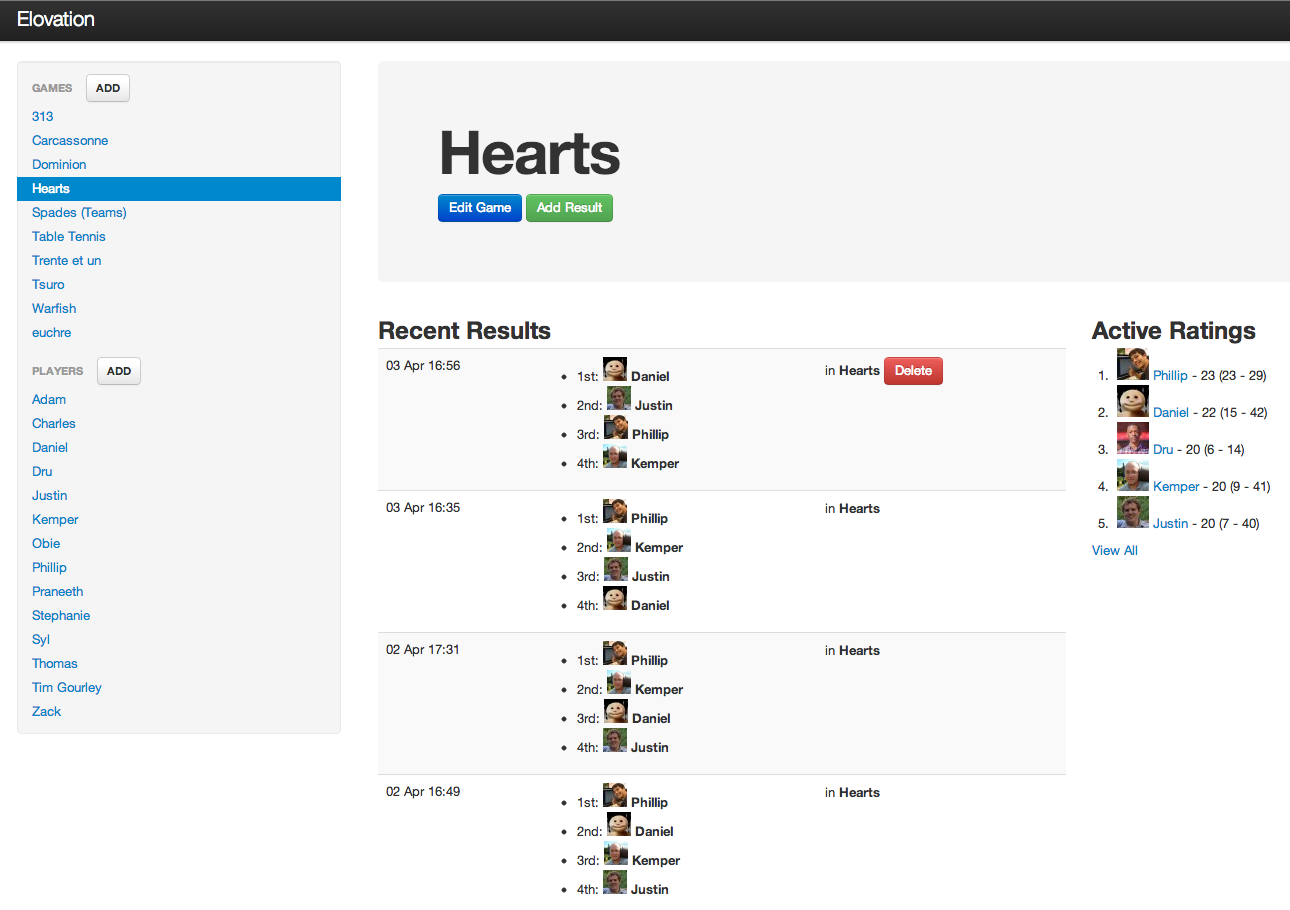 Elovation
GAMES ADD
313
Carcassonne
Dominion
Hearts
Spades (Teams)
Table Tennis
Trente et un
Tsuro
Warfish
euchre
PLAYERS ADD
Adam
Charles
Daniel
Dru
Justin
Kemper
Obie
Phillip
Praneeth
Stephanie
Syl
Thomas
Tim Gourley
Zack
Hearts
Edit Game Add Result
Recent Results
03 Apr 16:56
1st: Daniel
2nd: Justin
3rd: Phillip
4th: Kemper
in Hearts Delete
03 Apr 16:35
1st: Phillip
2nd: Kemper
3rd: Justin
4th: Daniel
in Hearts
02 Apr 17:31
1st: Phillip
2nd: Kemper
3rd: Daniel
4th: Justin
in Hearts
02 Apr 16:49
1st: Phillip
2nd: Daniel
3rd: Kemper
4th: Justin
in Hearts
Active Ratings
1. Phillip - 23 (23 - 29)
2. Daniel - 22 (15 - 42)
3. Dru - 20 (6 - 14)
4. Kemper - 20 (9 - 41)
5. Justin - 20 (7 - 40)
View All